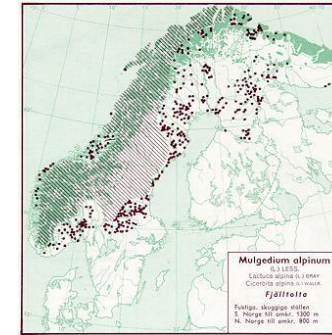 Mulgedium alpinum
(L.) LESS.
Lactuca alpina (L.) GRAY
Cicerbita alpina (L.) WALLR.
Fjälltolta
Fuktiga, skuggiga ställen
S. Norge till omkr. 1300 m
N. Norge till omkr. 800 m